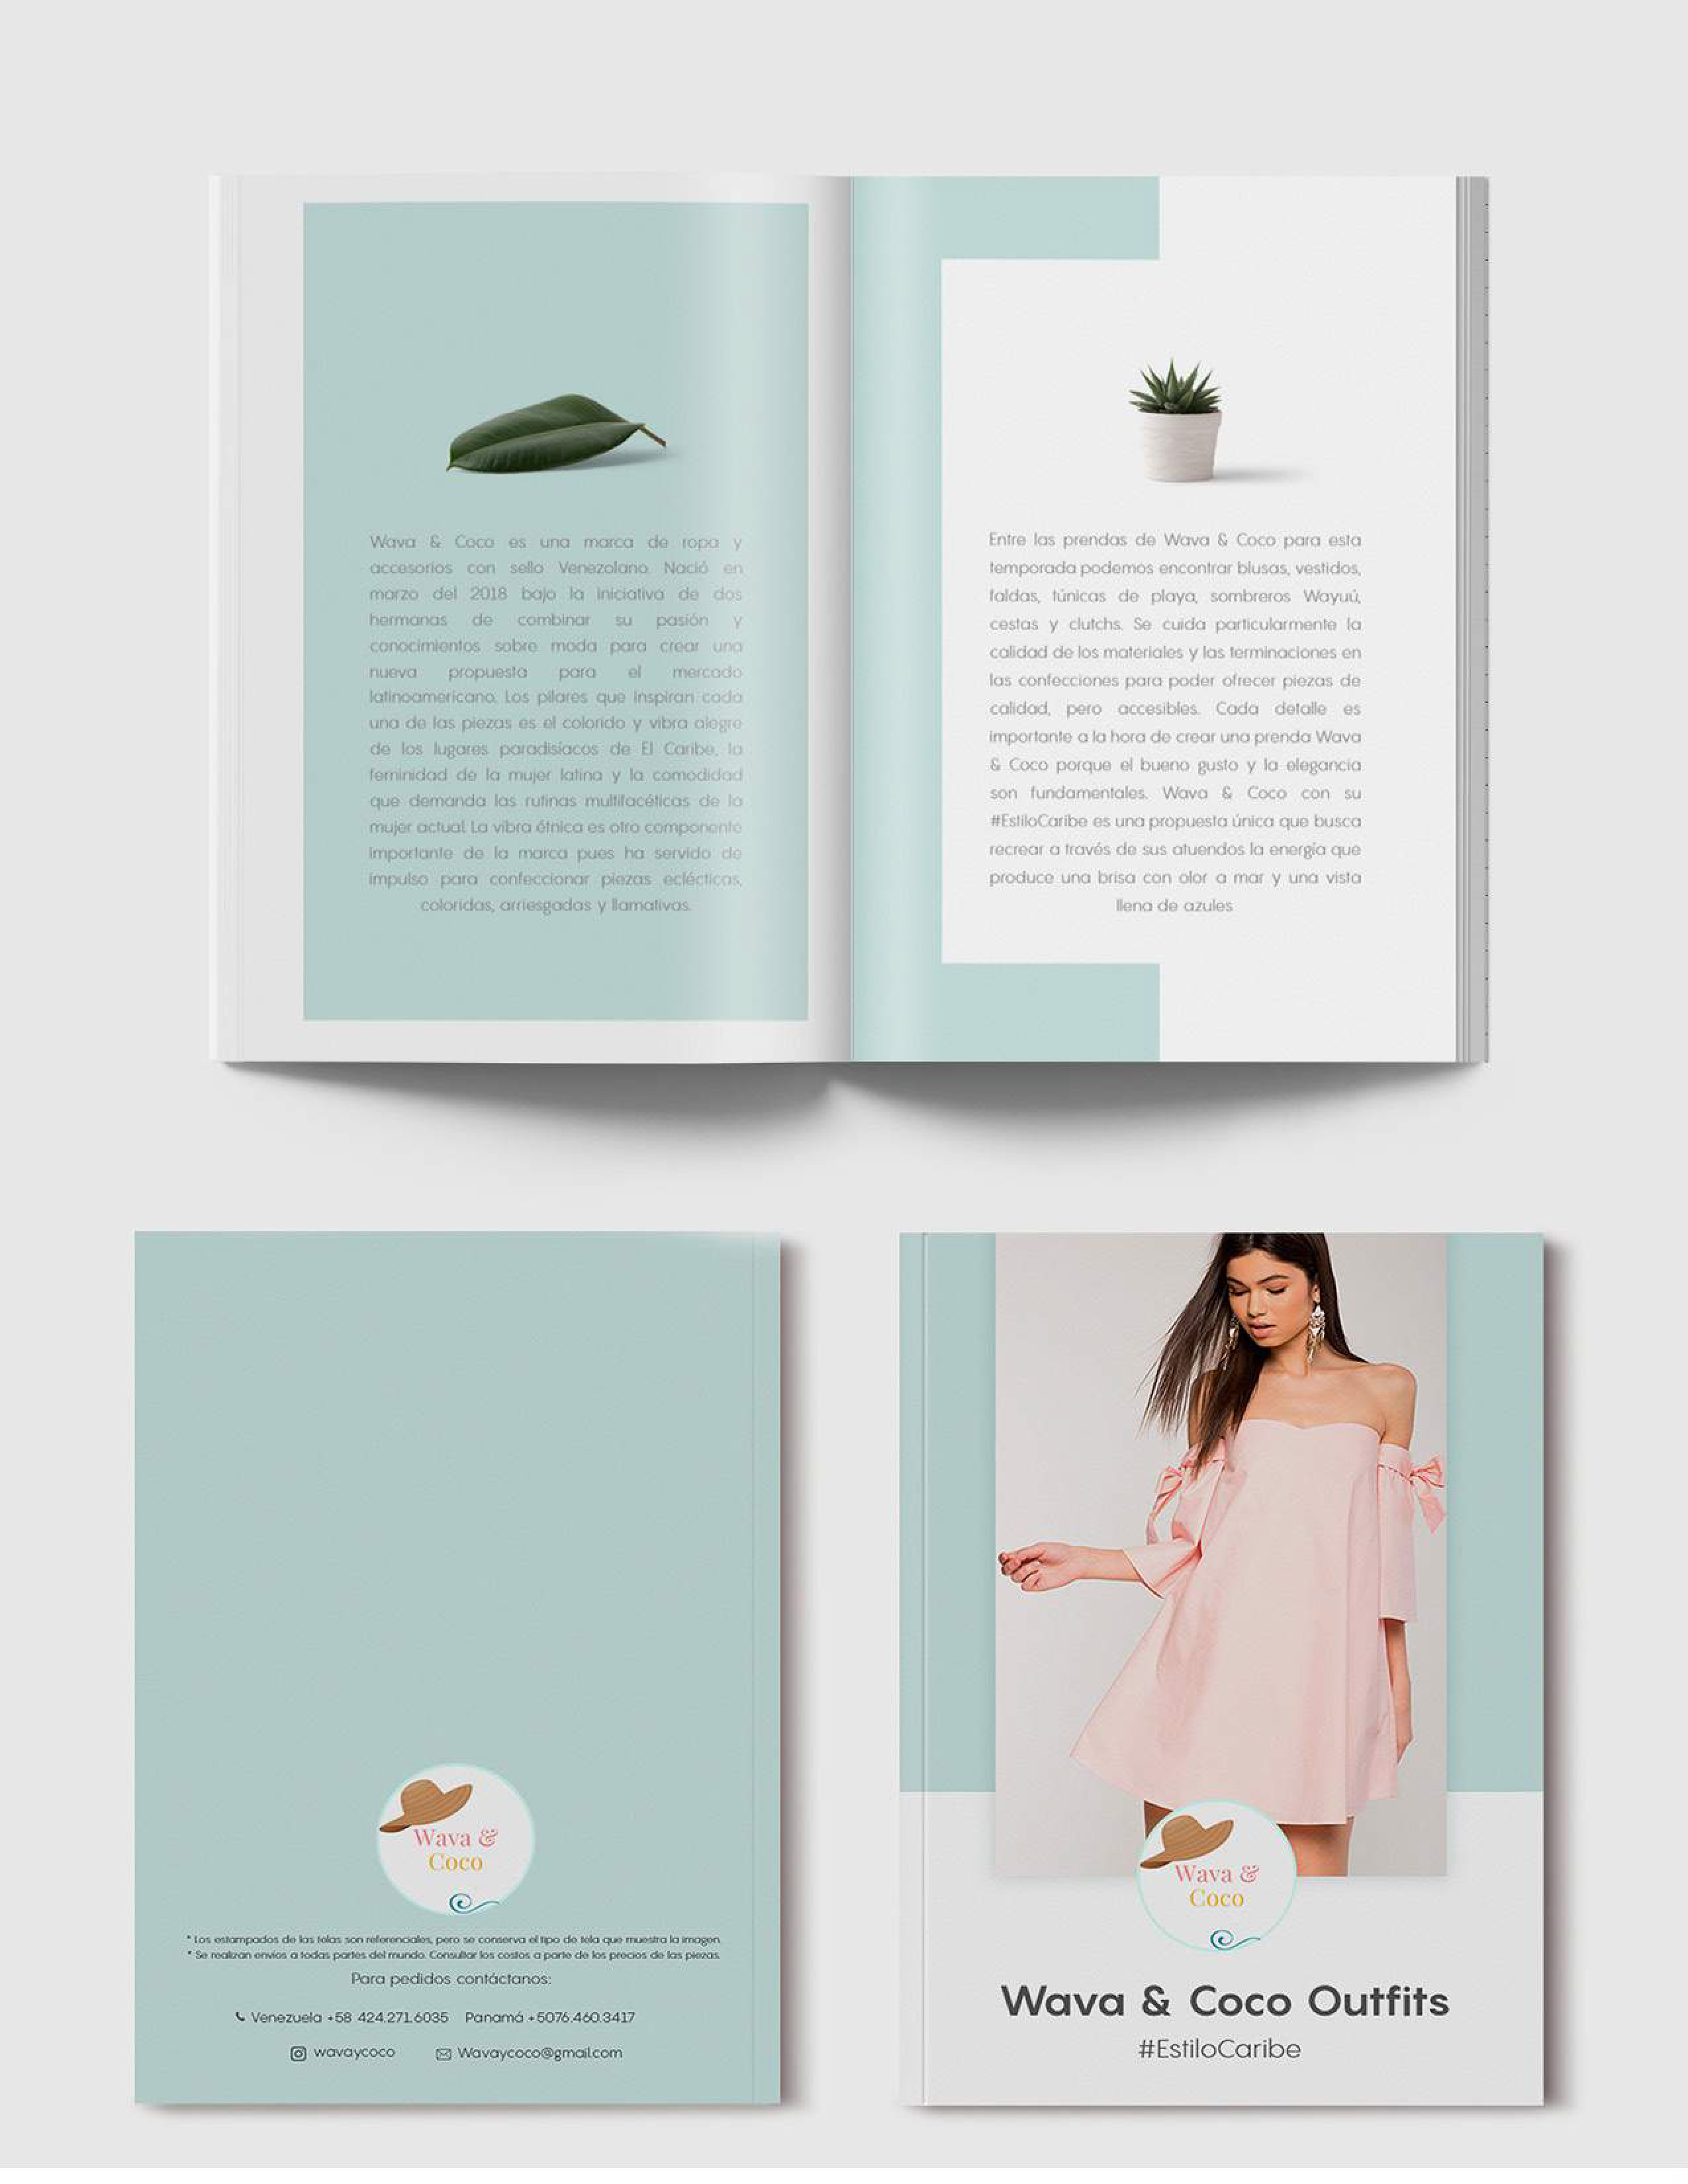 Wava & Coco es una marca de ropa y
accesorios con sello Venezolano. Nació en
marzo del 2018 bajo la iniciativa de dos
hermanas de combinar su pasión y
conocimientos sobre moda para crear una
nueva propuesta para el mercado
latinoamericano. Los pilares que inspiran cada
una de las piezas es el colorido y vibra alegre
de los lugares paradisíacos de El Caribe, la
feminidad de la mujer latina y la comodidad
que demanda las rutinas multifacéticas de la
mujer actual. La vibra étnica es otro componente
importante de la marca pues ha servido de
impulso para confeccionar piezas eclécticas,
coloridas, arriesgadas y llamativas.
Entre las prendas de Wava & Coco para esta
temporada podemos encontrar blusas, vestidos,
faldas, túnicas de playa, sombreros Wayuú,
cestas y clutchs. Se cuida particularmente la
calidad de los materiales y las terminaciones en
las confecciones para poder ofrecer piezas de
calidad, pero accesibles. Cada detalle es
importante a la hora de crear una prenda Wava
& Coco porque el bueno gusto y la elegancia
son fundamentales. Wava & Coco con su
#EstiloCaribe es una propuesta única que busca
recrear a través de sus atuendos la energía que
produce una brisa con olor a mar y una vista
llena de azules
Wava &
Coco
* Los estampados de las telas son referenciales, pero se conserva el tipo de tela que muestra la imagen.
* Se realizan envíos a todas partes del mundo. Consultar los costos a parte de los precios de las piezas.
Para pedidos contáctanos:
Venezuela +58 424.271.6035 Panamá +5076.460.3417
wavaycoco Wavaycoco@gmail.com
Wava &
Coco
Wava & Coco Outfits
#EstiloCaribe